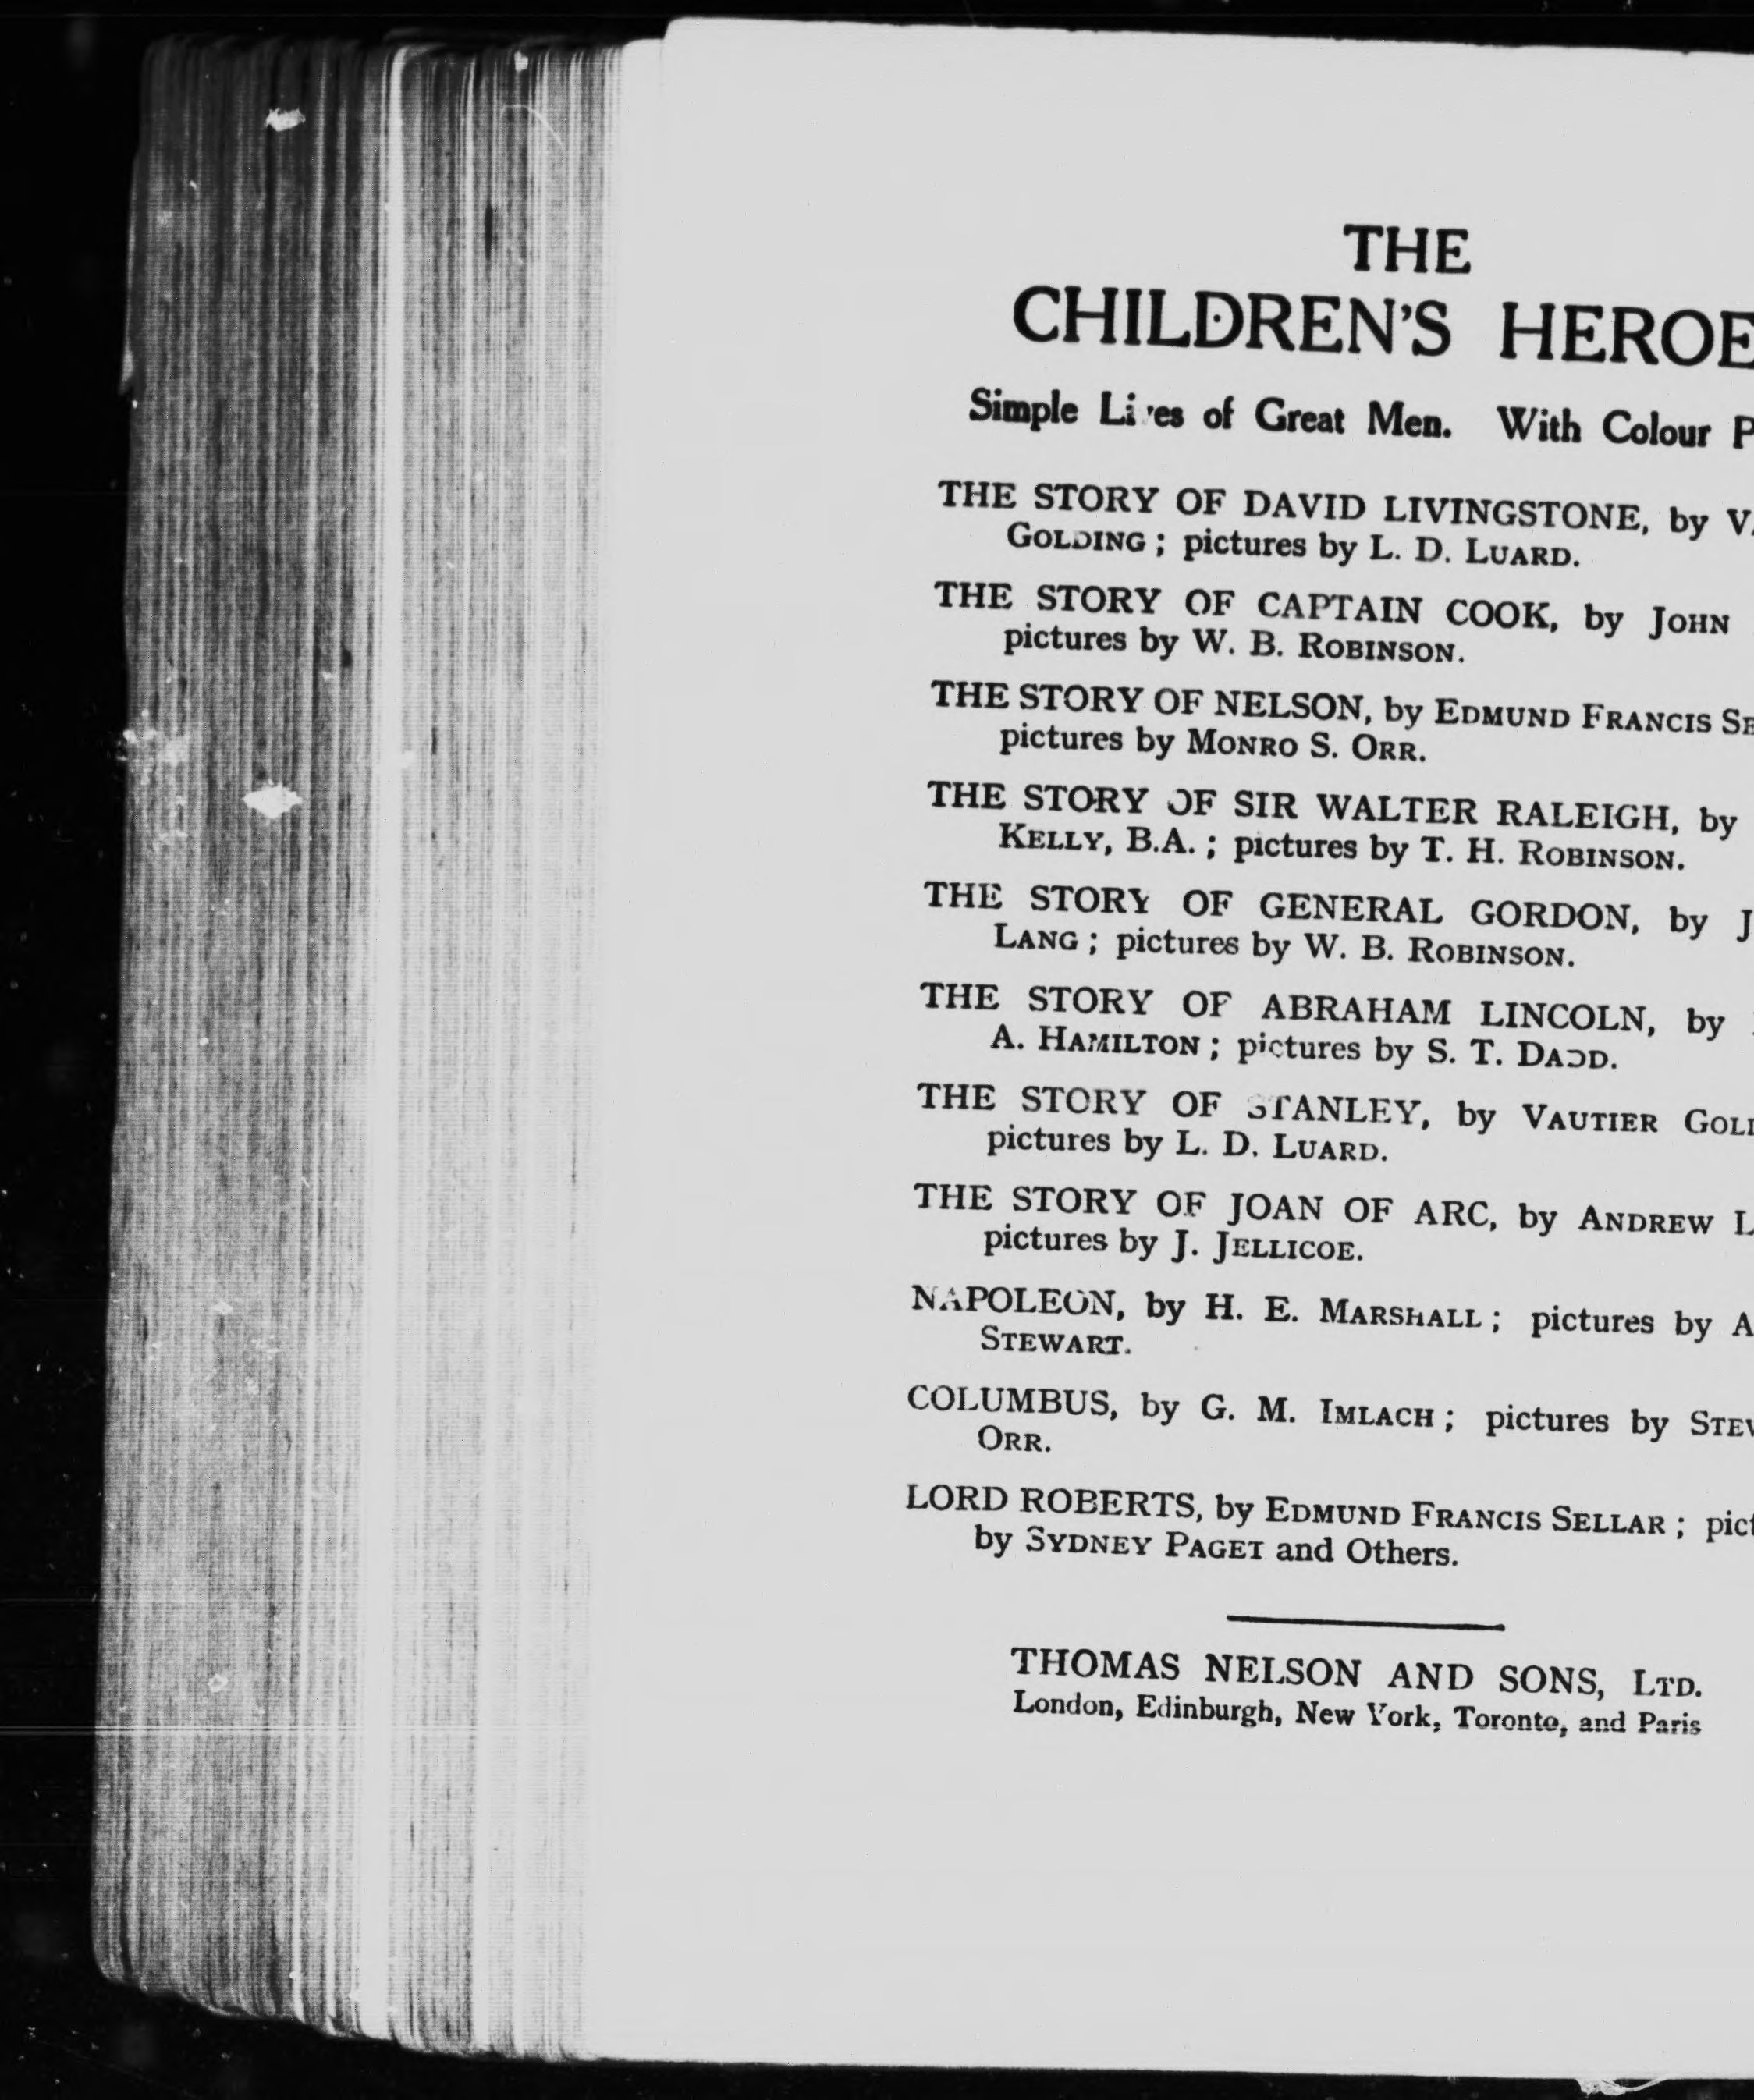 THE
CHILDREN'S HEROE
Simple Lives of Great Men. With Colour P
THE STORY OF DAVID LIVINGSTONE, by V
GOLDING; pictures by L. D. LUARD.
THE STORY OF CAPTAIN COOK, by JOHN
pictures by W. B. ROBINSON.
THE STORY OF NELSON, by EDMUND FRANCIS SE
pictures by MONRO S. ORR.
THE STORY OF SIR WALTER RALEIGH, by
KELLY, B.A.; pictures by T. H. ROBINSON.
THE STORY OF GENERAL GORDON, by J
LANG; pictures by W. B. ROBINSON.
THE STORY OF ABRAHAM LINCOLN, by
A. HAMILTON; pictures by S. T. DADD.
THE STORY OF STANLEY, by VAUTIER GOL
pictures by L. D. LUARD.
THE STORY OF JOAN OF ARC, by ANDREW L
pictures by J. JELLICOE.
NAPOLEON, by H. E. MARSHALL; pictures by A
STEWART.
COLUMBUS, by G. M. IMLACH; pictures by STE
ORR.
LORD ROBERTS, by EDMUND FRANCIS SELLAR; pict
by SYDNEY PAGET and Others.
THOMAS NELSON AND SONS, LTD.
London, Edinburgh, New York, Toronto, and Paris